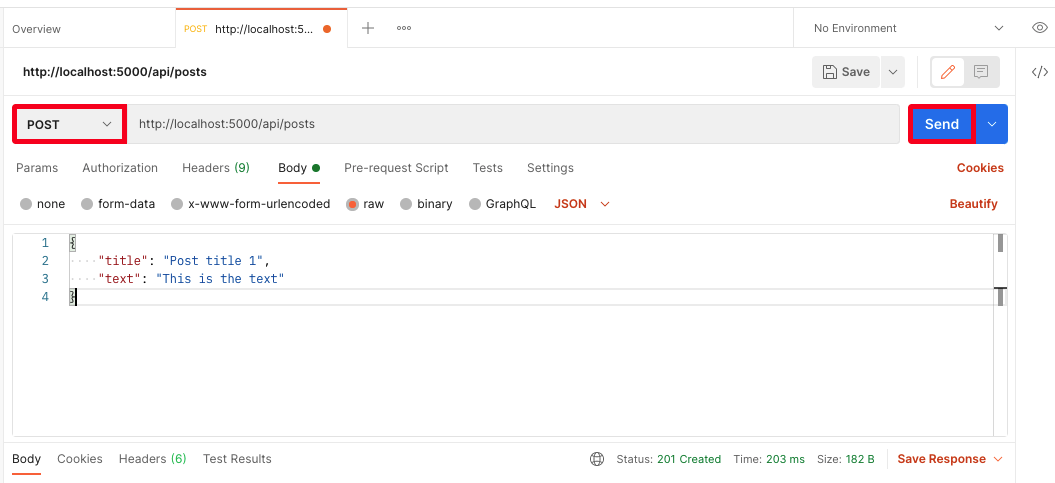 Overview POST http://localhost:5... No Environment
http://localhost:5000/api/posts Save </>
POST http://localhost:5000/api/posts Send
Params Authorization Headers (9) Body Pre-request Script Tests Settings Cookies
none form-data x-www-form-urlencoded raw binary GraphQL JSON Beautify
1 {
2 "title": "Post title 1",
3 "text": "This is the text"
4 }
Body Cookies Headers (6) Test Results Status: 201 Created Time: 203 ms Size: 182 B Save Response